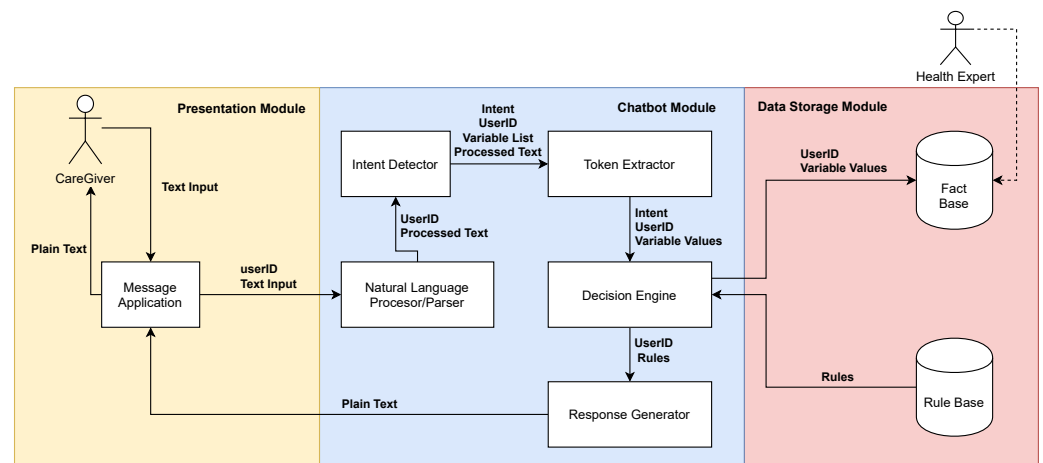 Health Expert
Presentation Module
Chatbot Module
Data Storage Module
CareGiver
Text Input
Plain Text
Message
Application
userID
Text Input
Intent Detector
Intent
UserID
Variable List
Processed Text
Token Extractor
UserID
Processed Text
Natural Language
Procesor/Parser
Intent
UserID
Variable Values
Decision Engine
UserID
Variable Values
Fact
Base
UserID
Rules
Rules
Rule Base
Plain Text
Response Generator